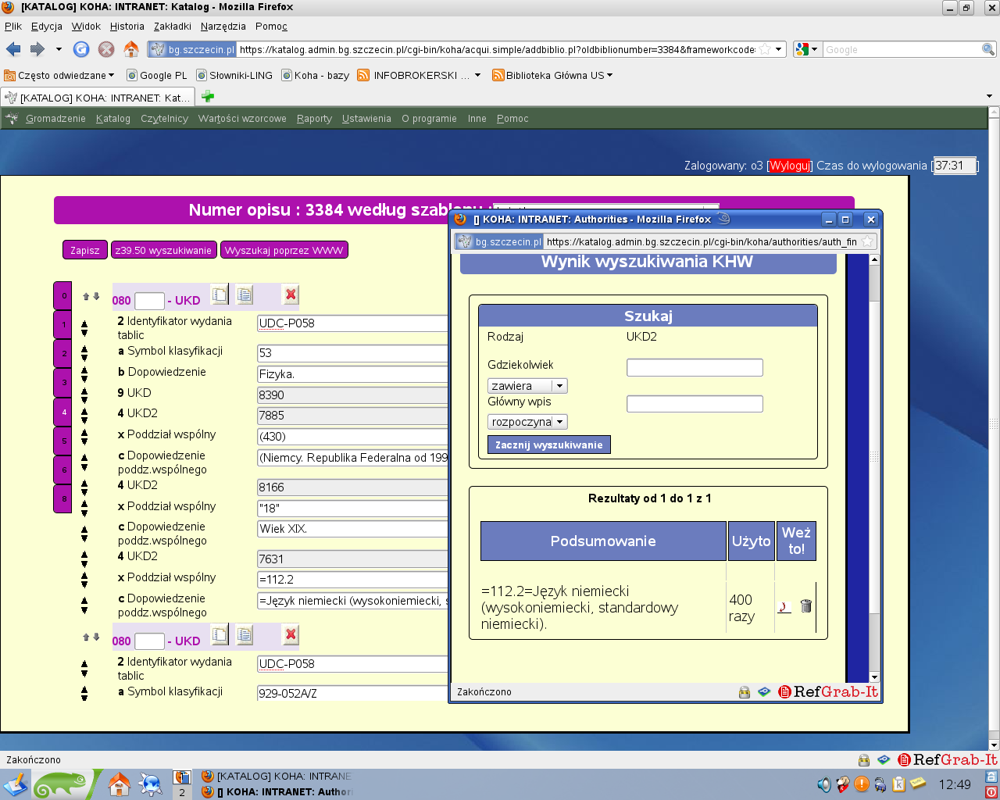 [KATALOG] KOHA: INTRANET: Katalog - Mozilla Firefox
Plik Edycja Widok Historia Zakładki Narzędzia Pomoc
bg.szczecin.pl https://katalog.admin.bg.szczecin.pl/cgi-bin/koha/acqui.simple/addbiblio.pl?oldbiblionumber=3384&frameworkcode= Google
Często odwiedzane Google PL Słowniki-LING Koha - bazy INFOBROKERSKI ... Biblioteka Główna US
[KATALOG] KOHA: INTRANET: Kat...
Gromadzenie Katalog Czytelnicy Wartości wzorcowe Raporty Ustawienia O programie Inne Pomoc
Zalogowany: o3 [Wyloguj] Czas do wylogowania [37:31]
Numer opisu : 3384 według szablonu :
Zapisz z39.50 wyszukiwanie Wyszukaj poprzez WWW
0
1
2
3
4
5
6
8
080 - UKD
2 Identyfikator wydania tablic UDC-P058
a Symbol klasyfikacji 53
b Dopowiedzenie Fizyka.
9 UKD 8390
4 UKD2 7885
x Poddział wspólny (430)
c Dopowiedzenie poddz.wspólnego (Niemcy. Republika Federalna od 199
4 UKD2 8166
x Poddział wspólny "18"
c Dopowiedzenie poddz.wspólnego Wiek XIX.
4 UKD2 7631
x Poddział wspólny =112.2
c Dopowiedzenie poddz.wspólnego =Język niemiecki (wysokoniemiecki, s
080 - UKD
2 Identyfikator wydania tablic UDC-P058
a Symbol klasyfikacji 929-052A/Z
[] KOHA: INTRANET: Authorities - Mozilla Firefox
bg.szczecin.pl https://katalog.admin.bg.szczecin.pl/cgi-bin/koha/authorities/auth_fin
Wynik wyszukiwania KHW
Szukaj
Rodzaj UKD2
Gdziekolwiek
zawiera
Główny wpis
rozpoczyna
Zacznij wyszukiwanie
Rezultaty od 1 do 1 z 1
Podsumowanie Użyto Weź to!
=112.2=Język niemiecki
(wysokoniemiecki, standardowy
niemiecki).
400 razy
Zakończono RefGrab-It
Zakończono RefGrab-It
2
[KATALOG] KOHA: INTRANE
[] KOHA: INTRANET: Author
12:49